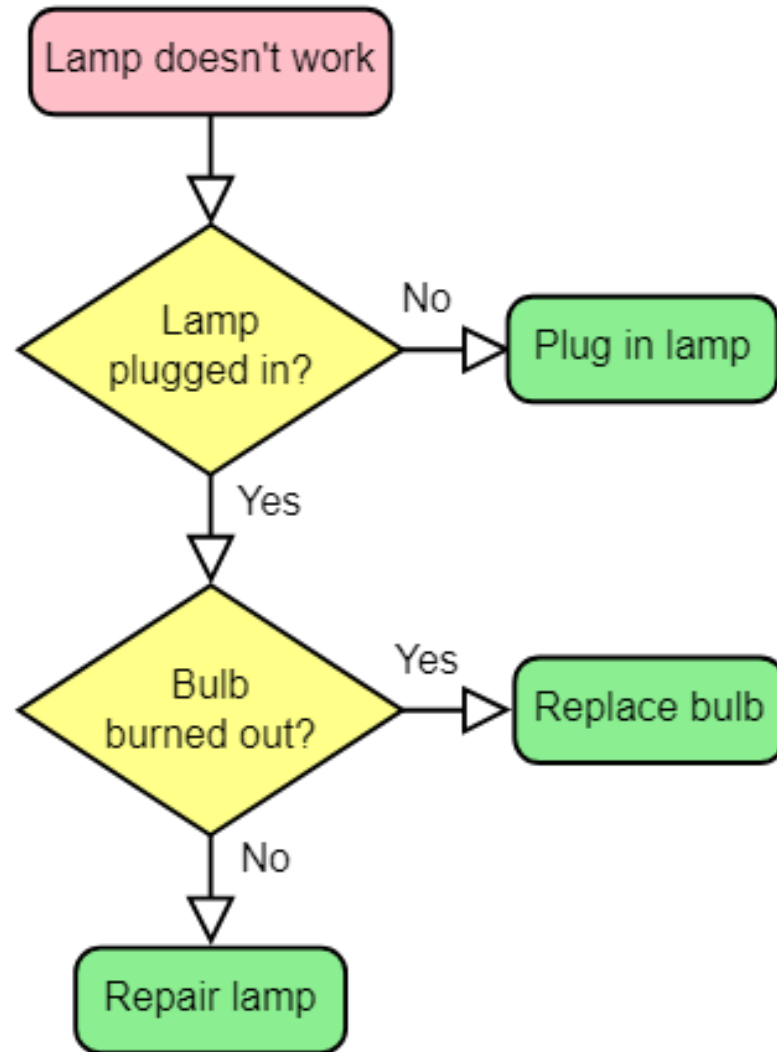 Lamp doesn't work
Lamp
plugged in?
No
Plug in lamp
Yes
Bulb
burned out?
Yes
Replace bulb
No
Repair lamp